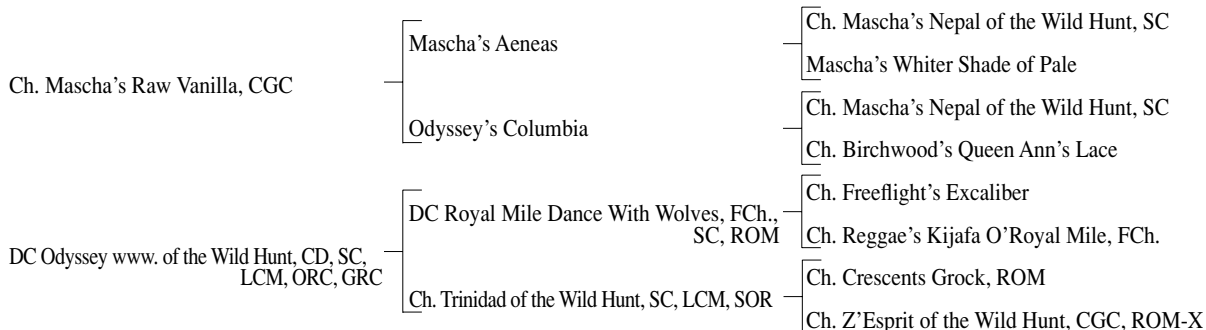 Ch. Mascha’s Raw Vanilla, CGC
Mascha’s Aeneas
Ch. Mascha’s Nepal of the Wild Hunt, SC
Mascha’s Whiter Shade of Pale
Odyssey’s Columbia
Ch. Mascha’s Nepal of the Wild Hunt, SC
Ch. Birchwood’s Queen Ann’s Lace
DC Odyssey www. of the Wild Hunt, CD, SC,
LCM, ORC, GRC
DC Royal Mile Dance With Wolves, FCh.,
SC, ROM
Ch. Freeflight’s Excaliber
Ch. Reggae’s Kijafa O’Royal Mile, FCh.
Ch. Trinidad of the Wild Hunt, SC, LCM, SOR
Ch. Crescents Grock, ROM
Ch. Z’Esprit of the Wild Hunt, CGC, ROM-X